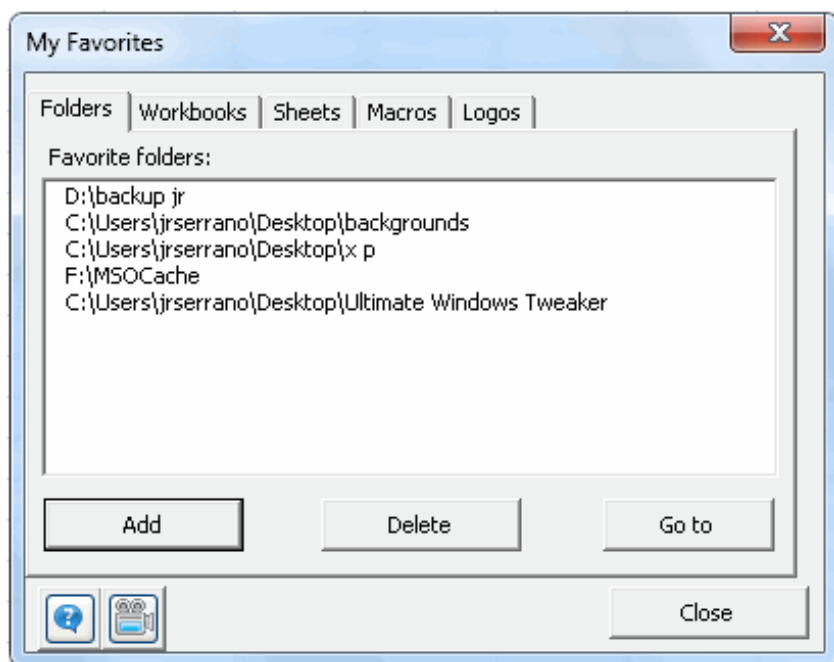 My Favorites
Folders Workbooks Sheets Macros Logos
Favorite folders:
D:\backup jr
C:\Users\jrserrano\Desktop\backgrounds
C:\Users\jrserrano\Desktop\x p
F:\MSOCache
C:\Users\jrserrano\Desktop\Ultimate Windows Tweaker
Add Delete Go to
? Close